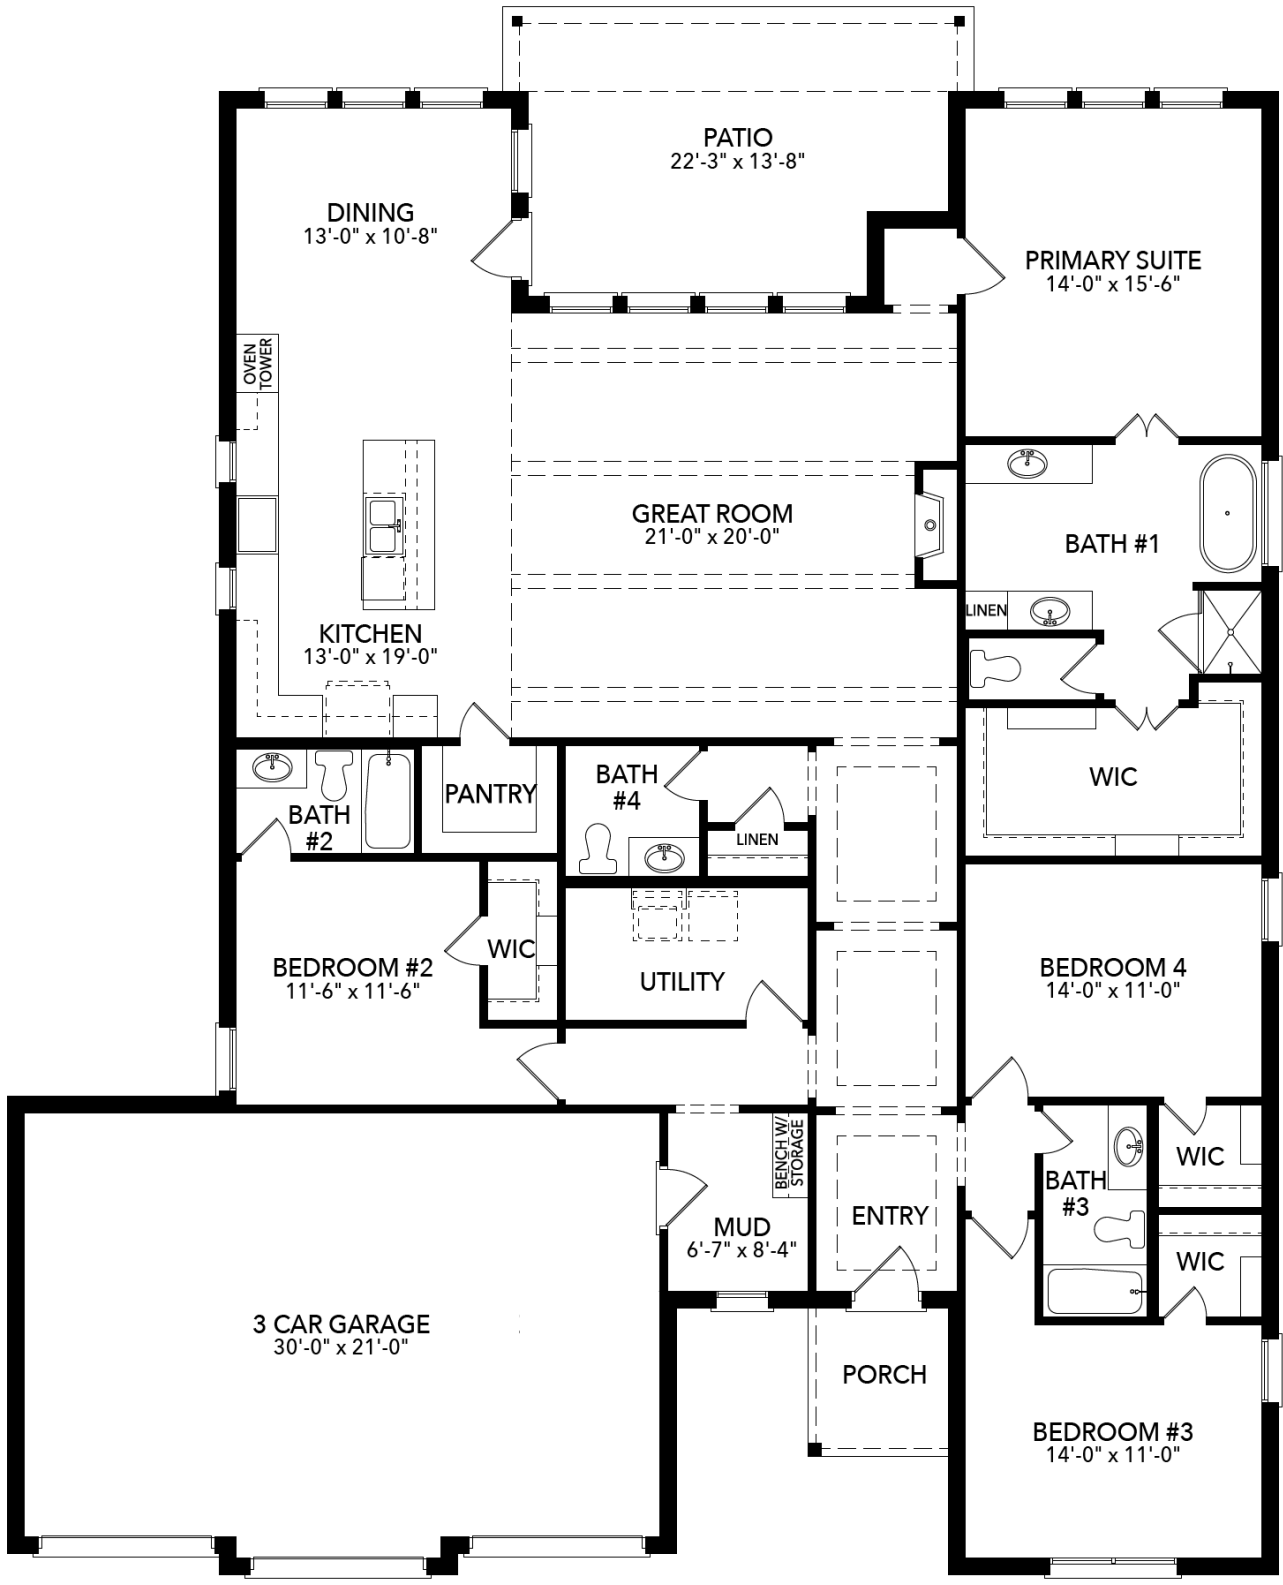 PATIO
22'-3" x 13'-8"
DINING
13'-0" x 10'-8"
PRIMARY SUITE
14'-0" x 15'-6"
OVEN
TOWER
GREAT ROOM
21'-0" x 20'-0"
BATH #1
LINEN
KITCHEN
13'-0" x 19'-0"
WIC
BATH
#2
PANTRY
BATH
#4
LINEN
BEDROOM #2
11'-6" x 11'-6"
WIC
UTILITY
BEDROOM 4
14'-0" x 11'-0"
BENCH W/
STORAGE
WIC
BATH
#3
MUD
6'-7" x 8'-4"
ENTRY
WIC
3 CAR GARAGE
30'-0" x 21'-0"
PORCH
BEDROOM #3
14'-0" x 11'-0"